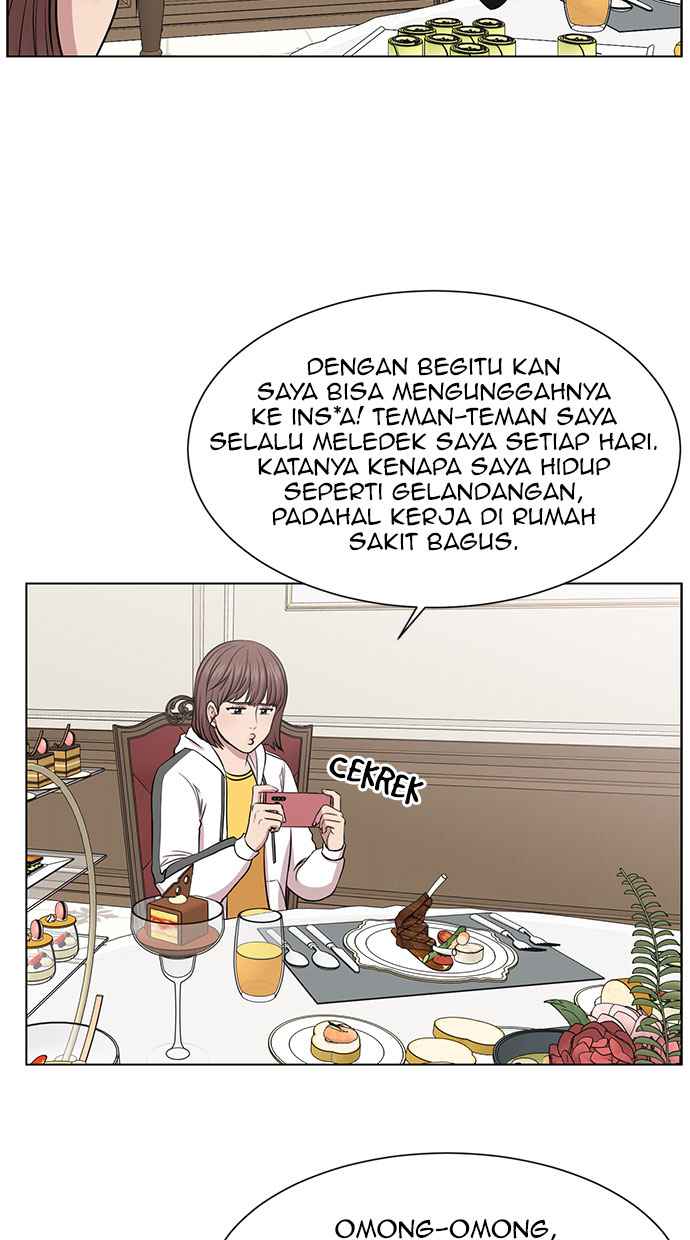 DENGAN BEGITU KAN
SAYA BISA MENGUNGGAHNYA
KE INS*A! TEMAN-TEMAN SAYA
SELALU MELEDEK SAYA SETIAP HARI.
KATANYA KENAPA SAYA HIDUP
SEPERTI GELANDANGAN,
PADAHAL KERJA DI RUMAH
SAKIT BAGUS.
CEKREK
OMONG-OMONG,